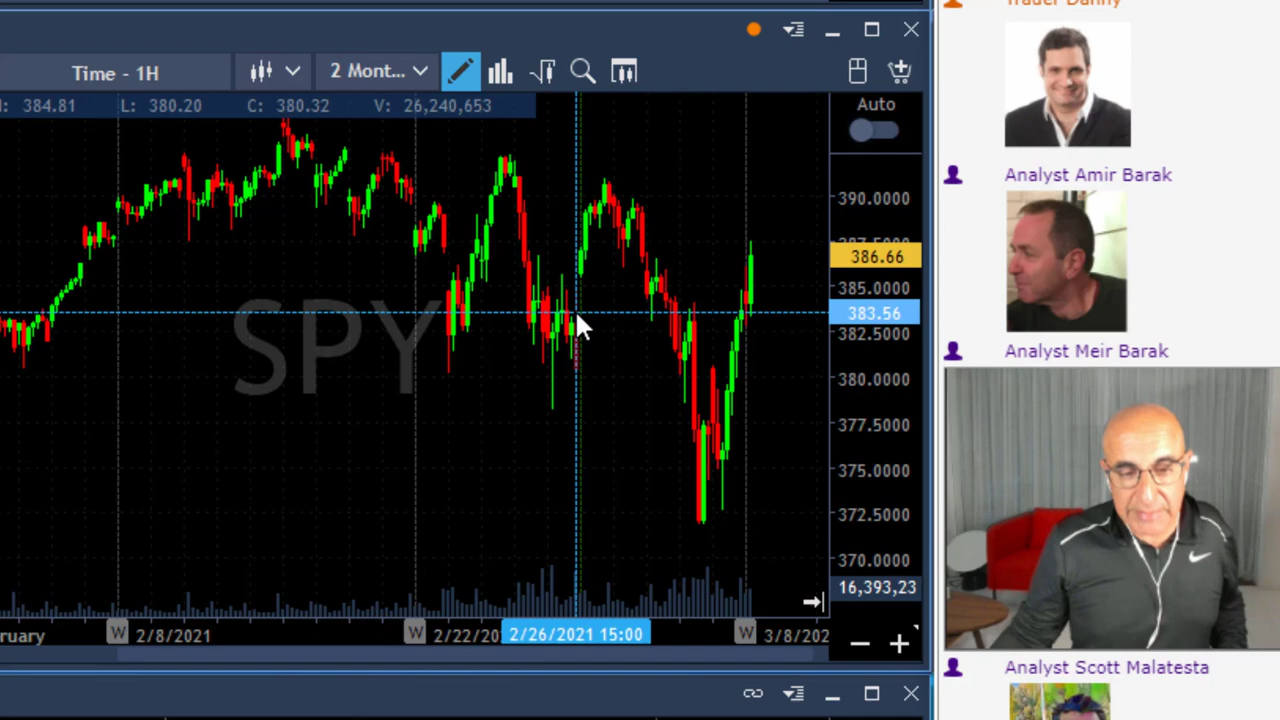 Trader Danny
Time - 1H
2 Mont...
: 384.81 L: 380.20 C: 380.32 V: 26,240,653
Auto
390.0000
387.5000
386.66
385.0000
383.56
382.5000
380.0000
377.5000
375.0000
372.5000
370.0000
16,393,23
SPY
ruary
W
2/8/2021
W
2/22/20
2/26/2021 15:00
W
3/8/202
Analyst Amir Barak
Analyst Meir Barak
Analyst Scott Malatesta